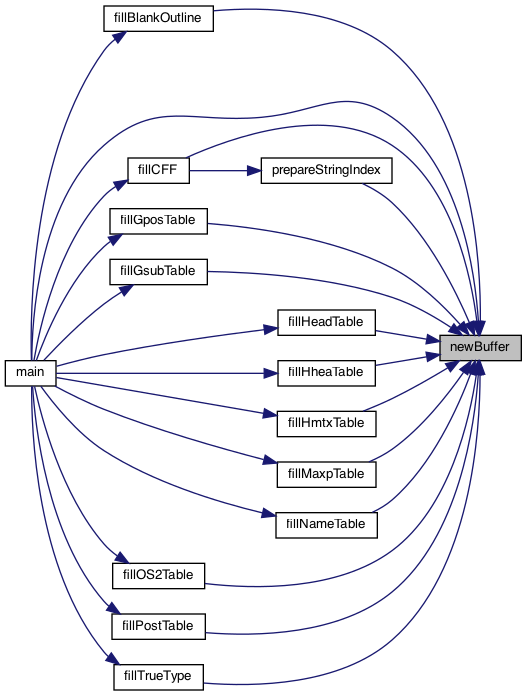 fillBlankOutline
fillCFF
prepareStringIndex
fillGposTable
fillGsubTable
fillHeadTable
newBuffer
main
fillHheaTable
fillHmtxTable
fillMaxpTable
fillNameTable
fillOS2Table
fillPostTable
fillTrueType